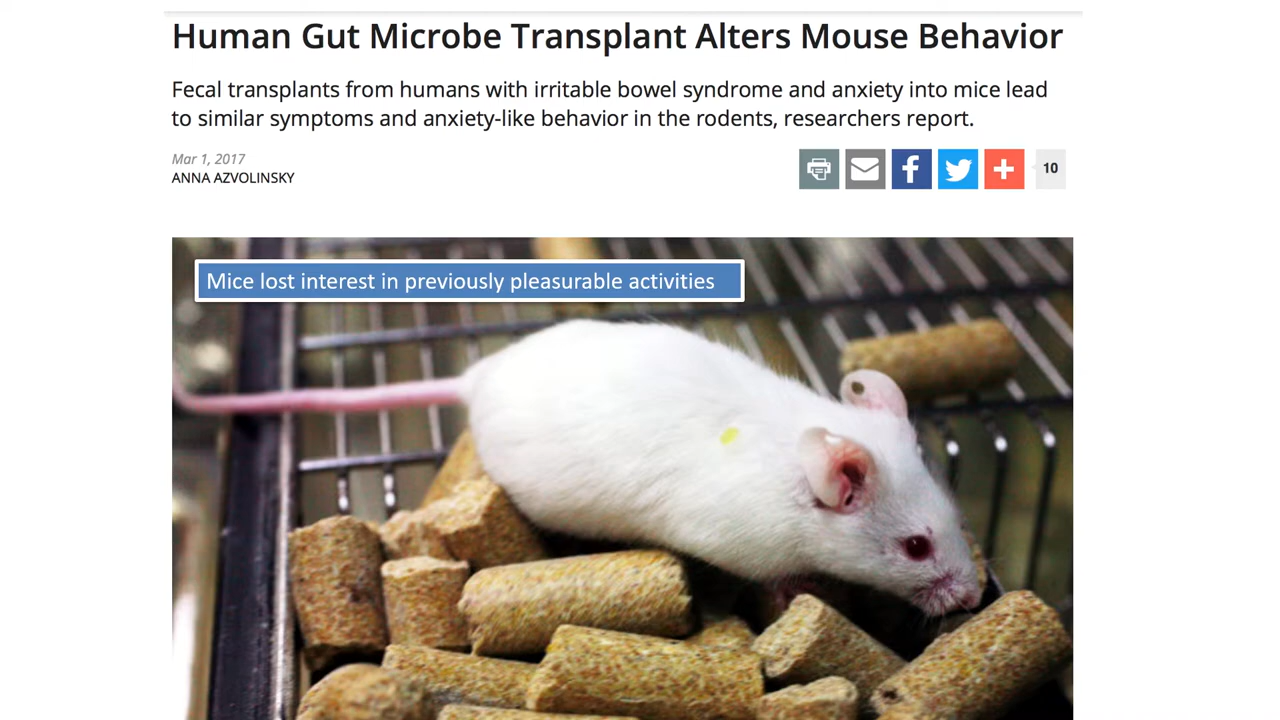 Human Gut Microbe Transplant Alters Mouse Behavior
Fecal transplants from humans with irritable bowel syndrome and anxiety into mice lead
to similar symptoms and anxiety-like behavior in the rodents, researchers report.
Mar 1, 2017
ANNA AZVOLINSKY
10
Mice lost interest in previously pleasurable activities